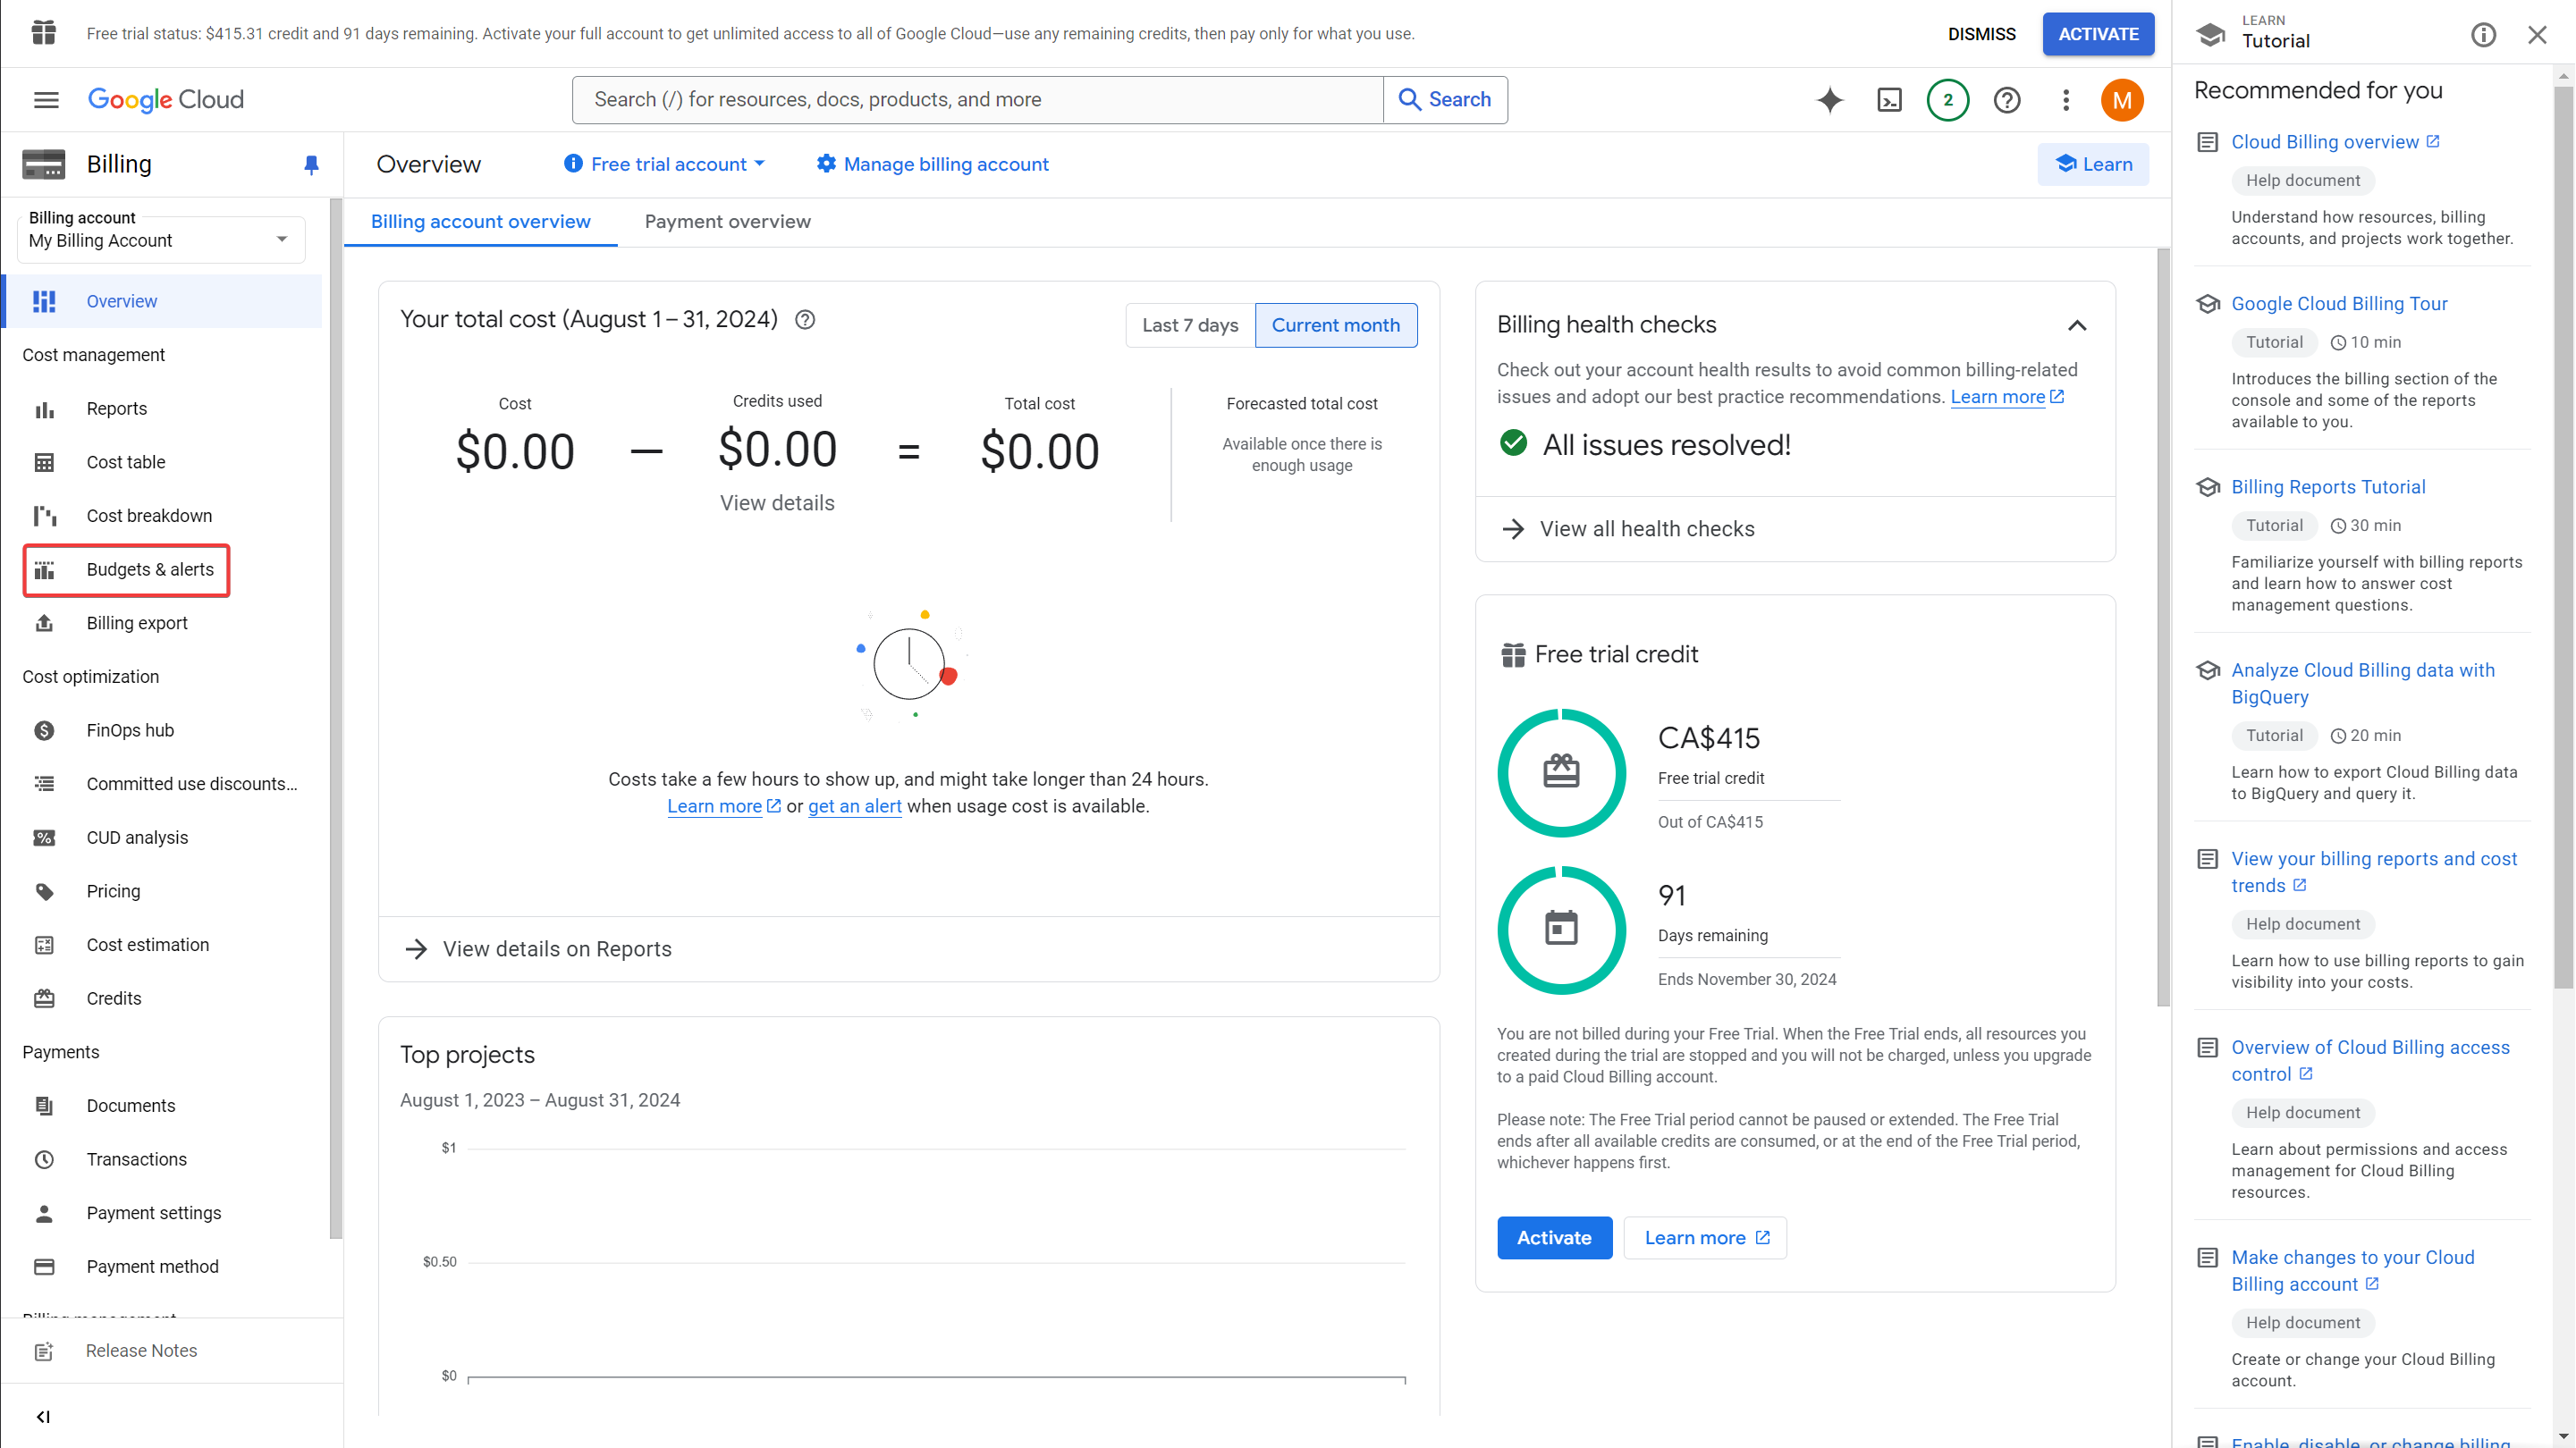 Free trial status: $415.31 credit and 91 days remaining. Activate your full account to get unlimited access to all of Google Cloud—use any remaining credits, then pay only for what you use.
DISMISS
ACTIVATE
Google Cloud
Search (/) for resources, docs, products, and more
Search
2
M
Billing
Billing account
My Billing Account
Overview
Cost management
Reports
Cost table
Cost breakdown
Budgets & alerts
Billing export
Cost optimization
FinOps hub
Committed use discounts...
CUD analysis
Pricing
Cost estimation
Credits
Payments
Documents
Transactions
Payment settings
Payment method
Release Notes
Overview
Free trial account
Manage billing account
Learn
Billing account overview
Payment overview
Your total cost (August 1 – 31, 2024)
Last 7 days
Current month
Cost
$0.00
—
Credits used
$0.00
View details
=
Total cost
$0.00
Forecasted total cost
Available once there is
enough usage
Costs take a few hours to show up, and might take longer than 24 hours.
Learn more or get an alert when usage cost is available.
View details on Reports
Top projects
August 1, 2023 – August 31, 2024
$1
$0.50
$0
Billing health checks
Check out your account health results to avoid common billing-related
issues and adopt our best practice recommendations. Learn more
All issues resolved!
View all health checks
Free trial credit
CA$415
Free trial credit
Out of CA$415
91
Days remaining
Ends November 30, 2024
You are not billed during your Free Trial. When the Free Trial ends, all resources you
created during the trial are stopped and you will not be charged, unless you upgrade
to a paid Cloud Billing account.
Please note: The Free Trial period cannot be paused or extended. The Free Trial
ends after all available credits are consumed, or at the end of the Free Trial period,
whichever happens first.
Activate
Learn more
LEARN
Tutorial
Recommended for you
Cloud Billing overview
Help document
Understand how resources, billing
accounts, and projects work together.
Google Cloud Billing Tour
Tutorial
10 min
Introduces the billing section of the
console and some of the reports
available to you.
Billing Reports Tutorial
Tutorial
30 min
Familiarize yourself with billing reports
and learn how to answer cost
management questions.
Analyze Cloud Billing data with
BigQuery
Tutorial
20 min
Learn how to export Cloud Billing data
to BigQuery and query it.
View your billing reports and cost
trends
Help document
Learn how to use billing reports to gain
visibility into your costs.
Overview of Cloud Billing access
control
Help document
Learn about permissions and access
management for Cloud Billing
resources.
Make changes to your Cloud
Billing account
Help document
Create or change your Cloud Billing
account.
Enable, disable, or change billing